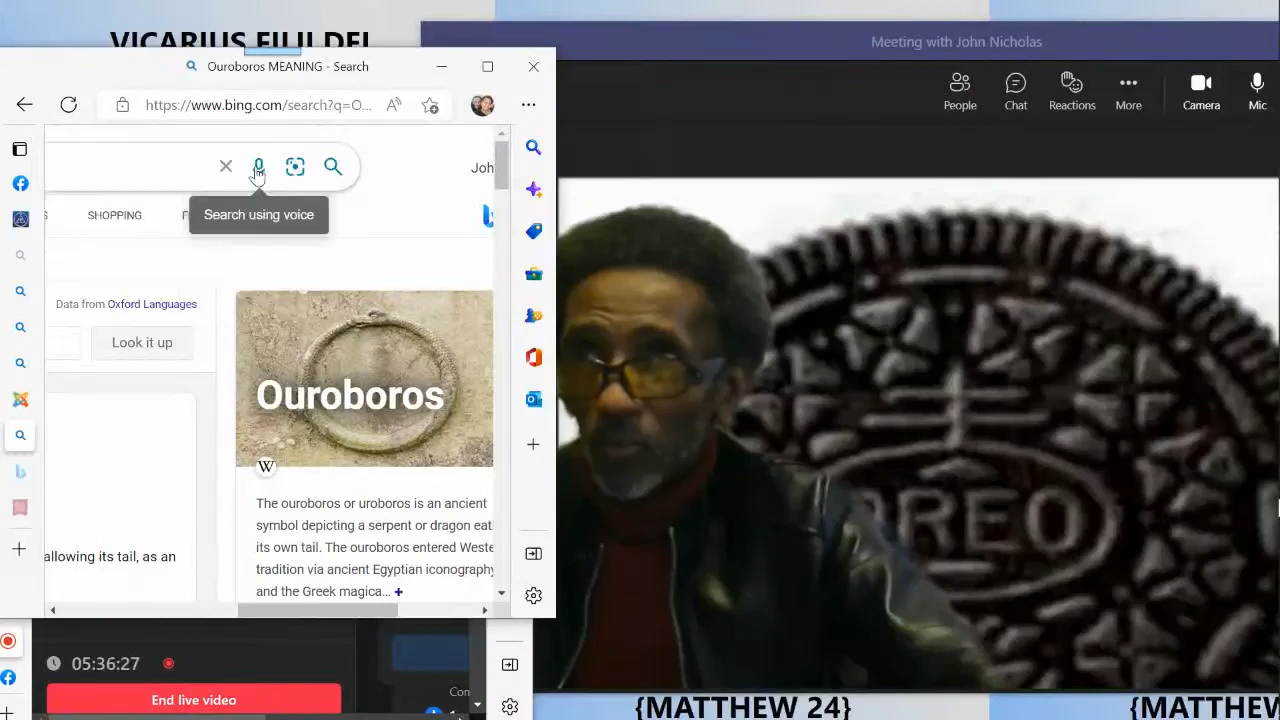 VICARIUS FILII DEI
Meeting with John Nicholas
Ouroboros MEANING - Search
People
Chat
Reactions
More
Camera
Mic
https://www.bing.com/search?q=O...
Joh
Search using voice
S
SHOPPING
F
Data from Oxford Languages
Look it up
Ouroboros
W
The ouroboros or uroboros is an ancient
symbol depicting a serpent or dragon eat
its own tail. The ouroboros entered Weste
tradition via ancient Egyptian iconography
and the Greek magica... +
allowing its tail, as an
OREO
05:36:27
End live video
Con
{MATTHEW 24}
{MATTHEW